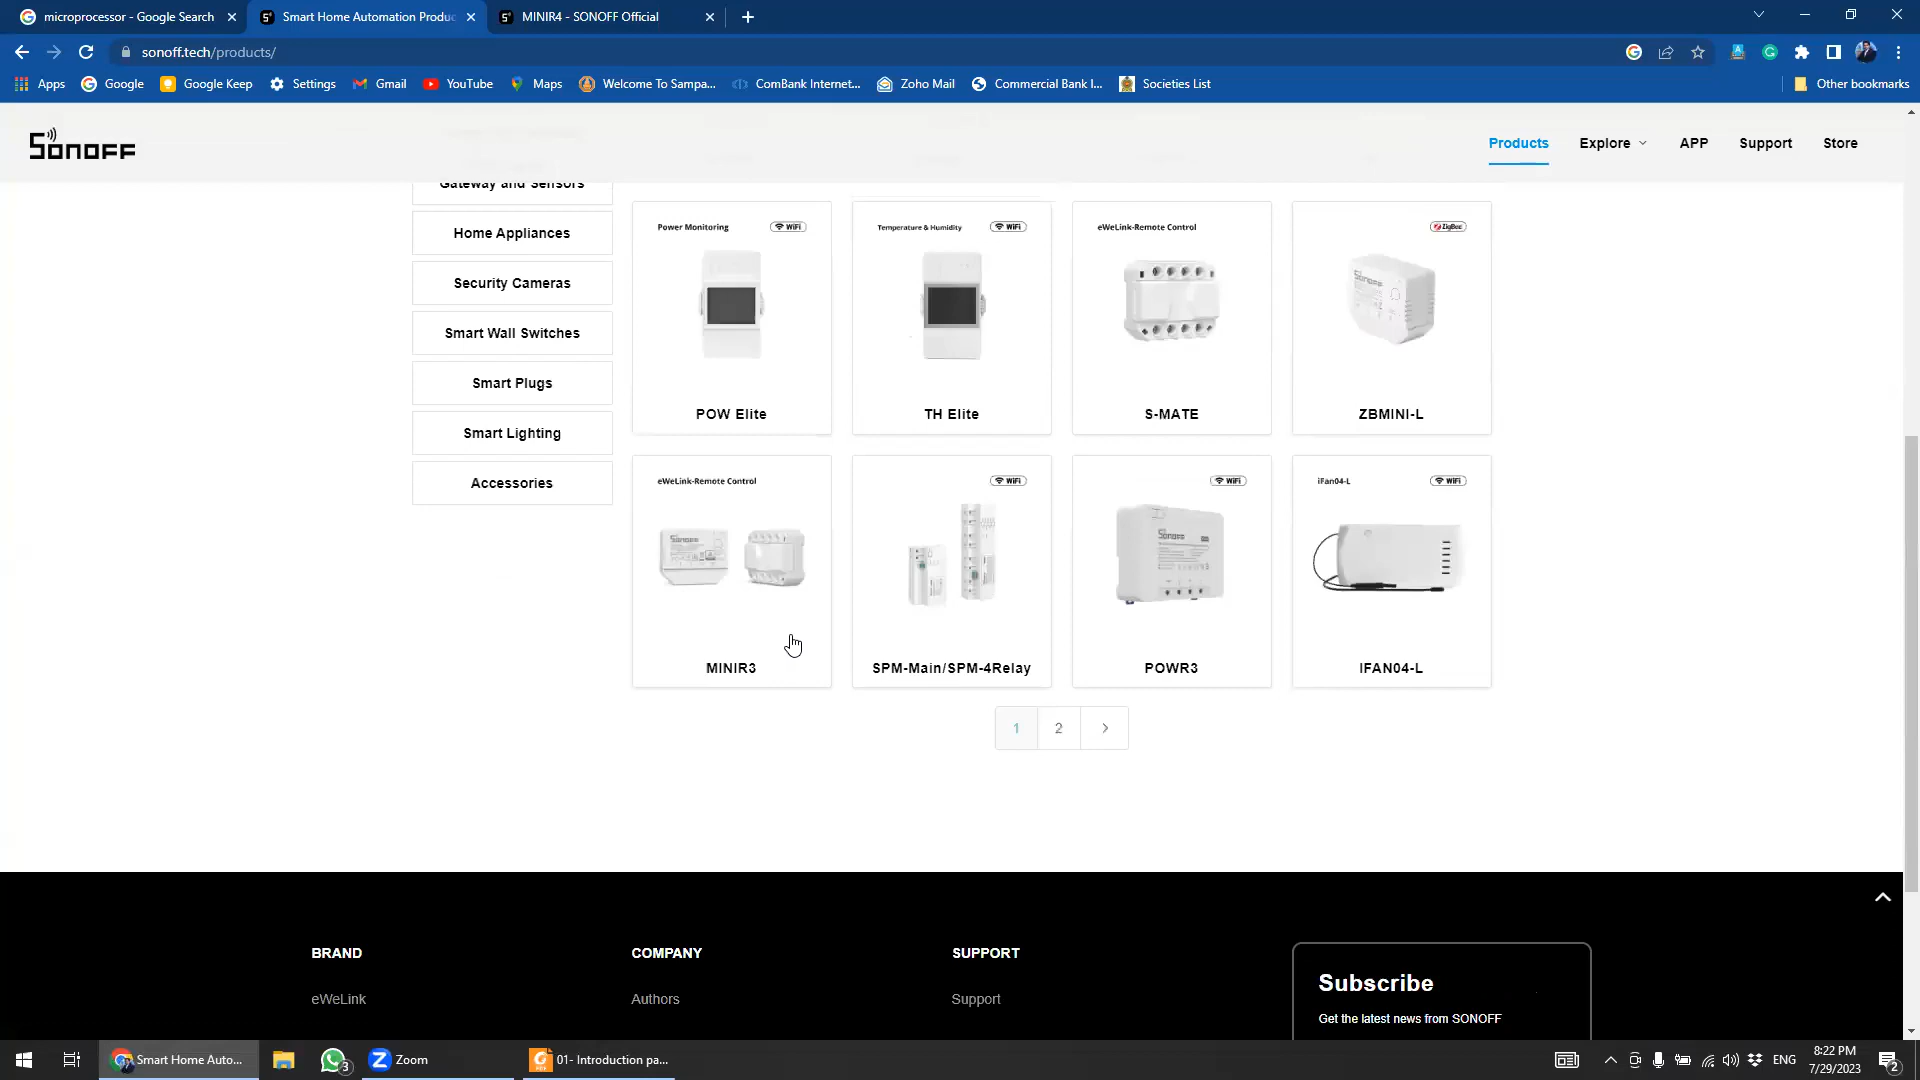 microprocessor - Google Search
Smart Home Automation Produc
MINIR4 - SONOFF Official
sonoff.tech/products/
Apps
Google
Google Keep
Settings
Gmail
YouTube
Maps
Welcome To Sampa...
ComBank Internet...
Zoho Mail
Commercial Bank I...
Societies List
Other bookmarks
SONOFF
Products
Explore
APP
Support
Store
Gateway and Sensors
Home Appliances
Security Cameras
Smart Wall Switches
Smart Plugs
Smart Lighting
Accessories
Power Monitoring
WiFi
POW Elite
Temperature & Humidity
WiFi
TH Elite
eWeLink-Remote Control
S-MATE
ZigBee
SONOFF
ZBMINI-L
eWeLink-Remote Control
SONOFF
MINIR3
WiFi
SPM-Main/SPM-4Relay
WiFi
SONOFF
POWR3
iFan04-L
WiFi
IFAN04-L
1
2
BRAND
eWeLink
COMPANY
Authors
SUPPORT
Support
Subscribe
Get the latest news from SONOFF
Smart Home Auto...
3
Zoom
01- Introduction pa...
ENG
8:22 PM
7/29/2023
2